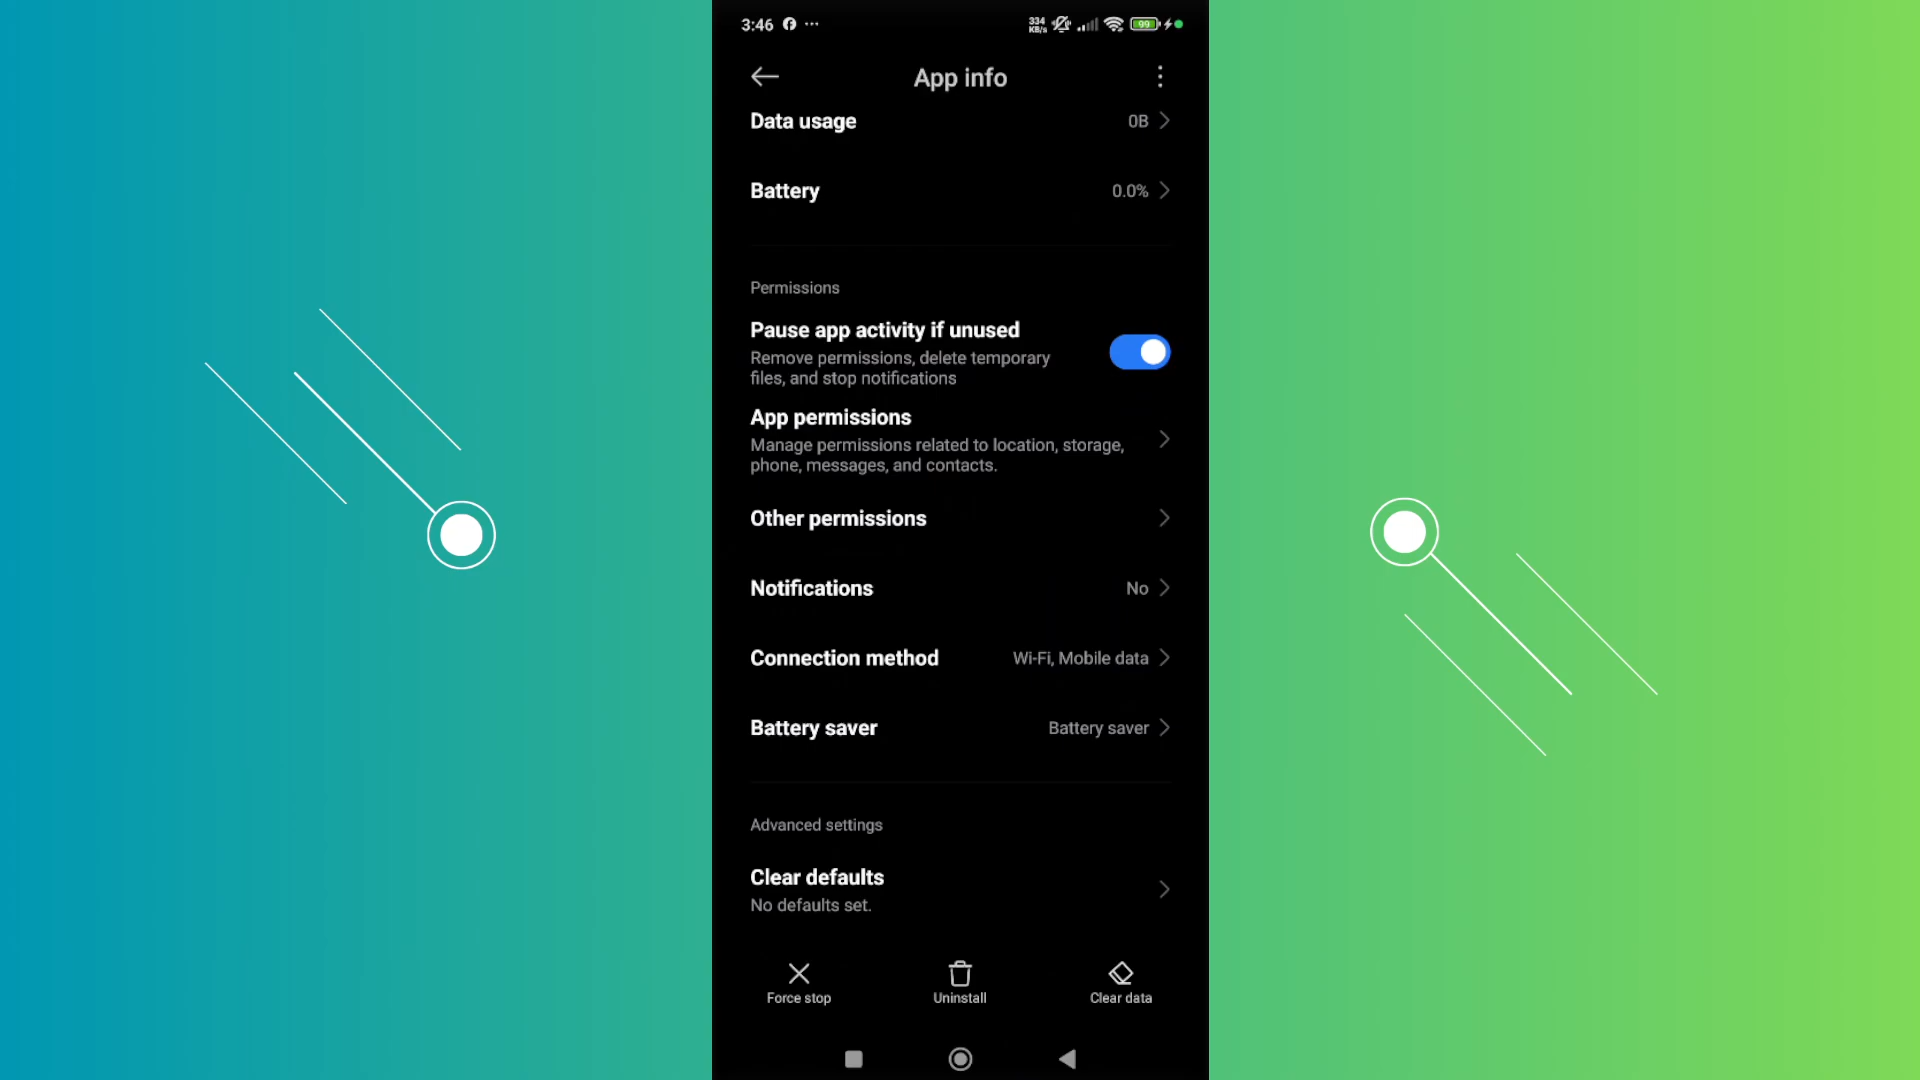 3:46 ··· 334 KB/s 99
App info
Data usage 0B
Battery 0.0%
Permissions
Pause app activity if unused
Remove permissions, delete temporary
files, and stop notifications
App permissions
Manage permissions related to location, storage,
phone, messages, and contacts.
Other permissions
Notifications No
Connection method Wi-Fi, Mobile data
Battery saver Battery saver
Advanced settings
Clear defaults
No defaults set.
Force stop Uninstall Clear data